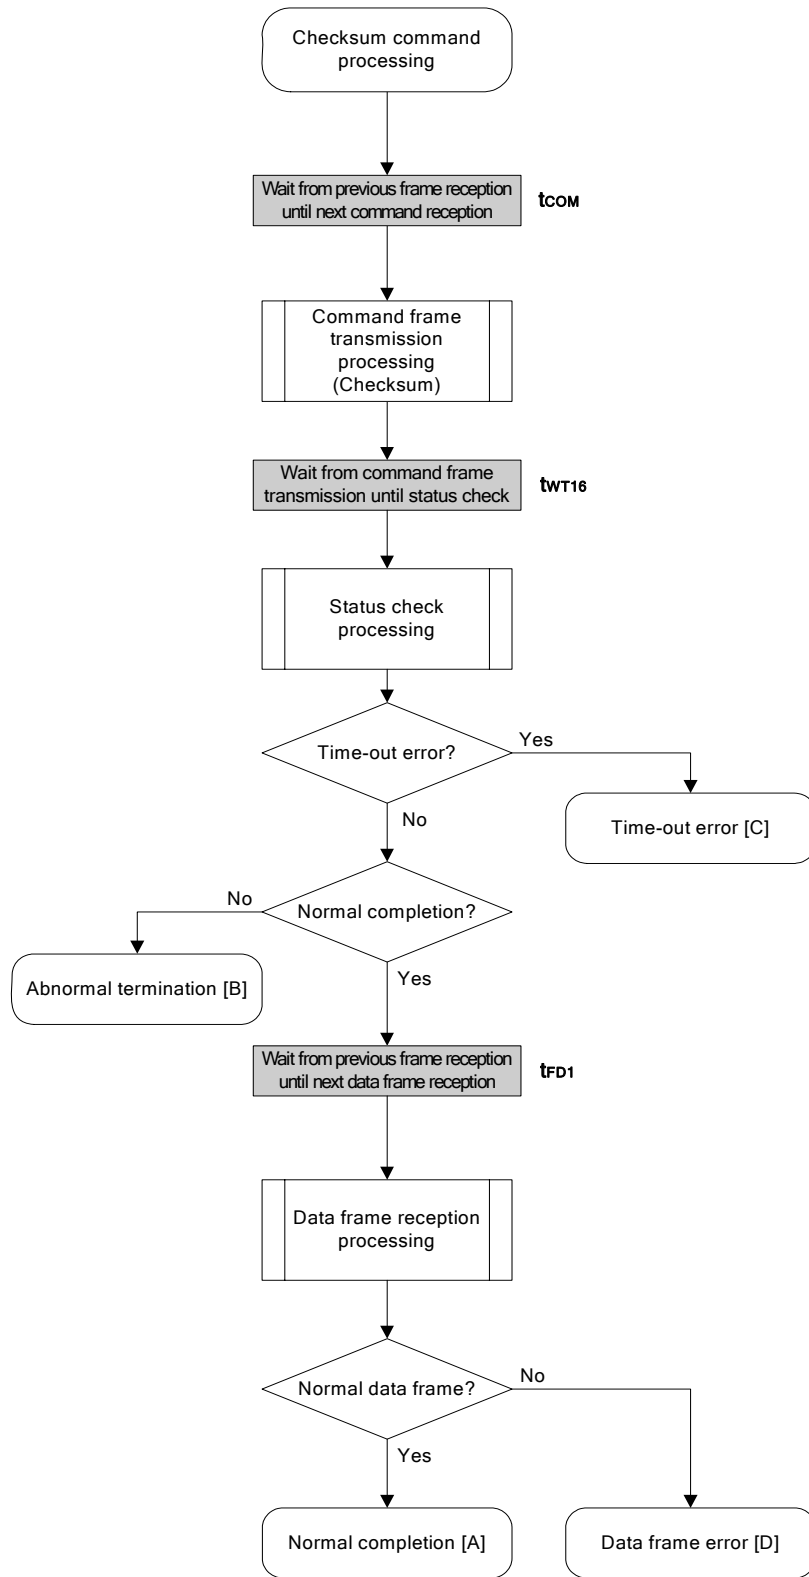 Checksum command
processing
Wait from previous frame reception
until next command reception
tCOM
Command frame
transmission
processing
(Checksum)
Wait from command frame
transmission until status check
tWT16
Status check
processing
Time-out error?
Yes
No
Time-out error [C]
Normal completion?
No
Yes
Abnormal termination [B]
Wait from previous frame reception
until next data frame reception
tFD1
Data frame reception
processing
Normal data frame?
No
Yes
Normal completion [A]
Data frame error [D]